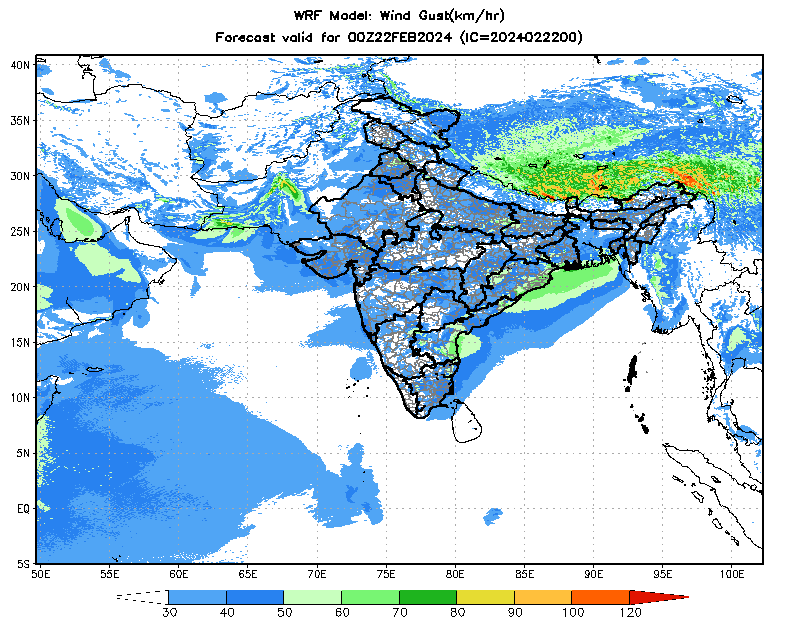 WRF Model: Wind Gust(km/hr)
Forecast valid for 00Z22FEB2024 (IC=2024022200)
40N
35N
30N
25N
20N
15N
10N
5N
EQ
5S
50E 55E 60E 65E 70E 75E 80E 85E 90E 95E 100E
30 40 50 60 70 80 90 100 120